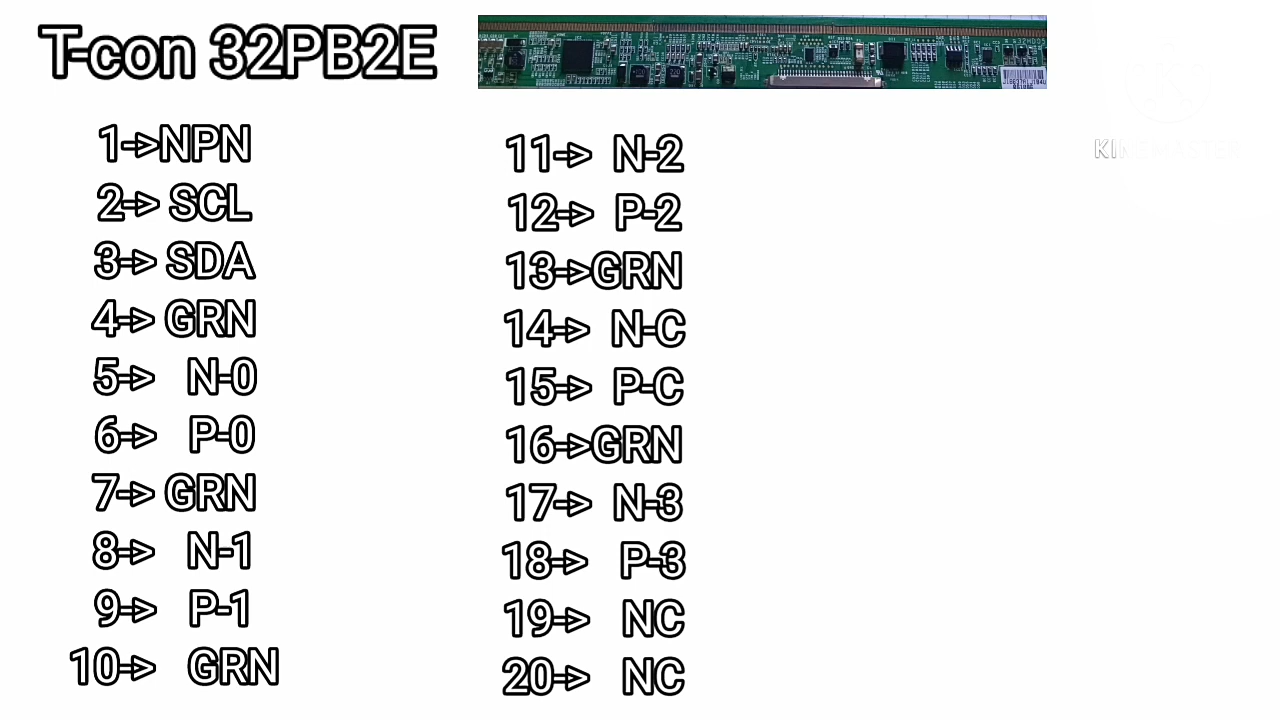 T-con 32PB2E
1->NPN
2-> SCL
3-> SDA
4-> GRN
5-> N-0
6-> P-0
7-> GRN
8-> N-1
9-> P-1
10-> GRN
11-> N-2
12-> P-2
13->GRN
14-> N-C
15-> P-C
16->GRN
17-> N-3
18-> P-3
19-> NC
20-> NC
KINEMASTER